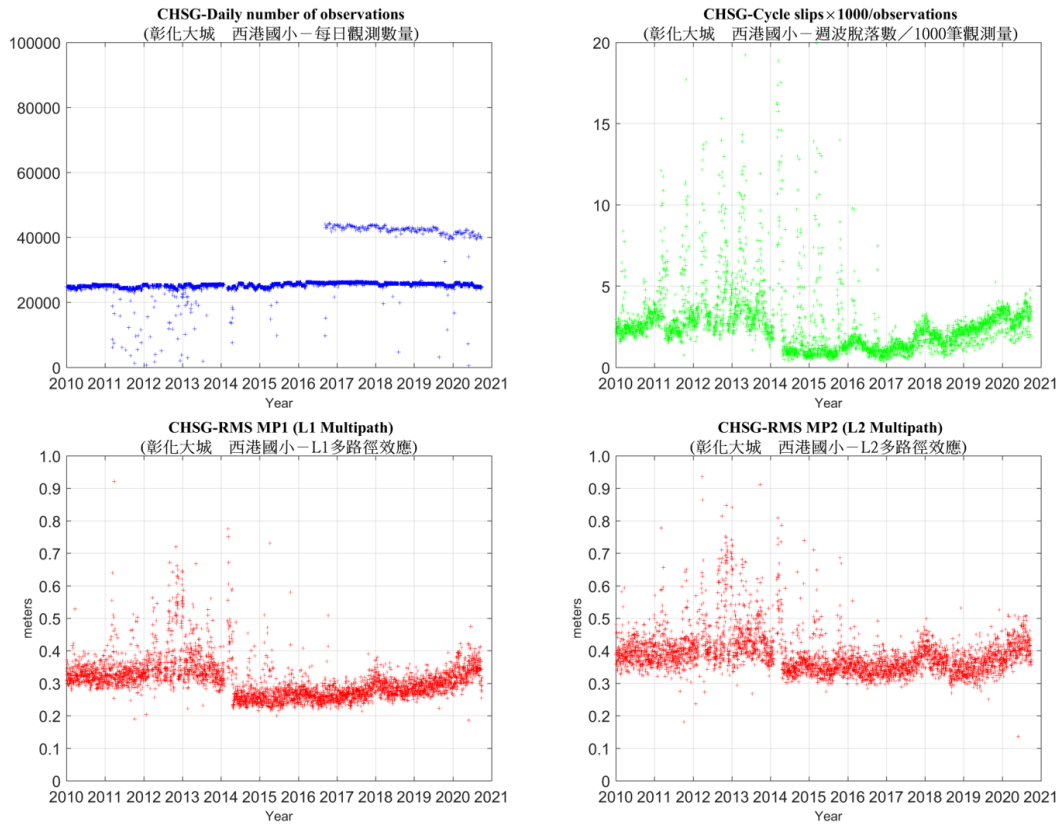 CHSG-Daily number of observations
(彰化大城　西港國小－每日觀測數量)
100000
80000
60000
40000
20000
0
2010 2011 2012 2013 2014 2015 2016 2017 2018 2019 2020 2021
Year
CHSG-Cycle slips×1000/observations
(彰化大城　西港國小－週波脫落數／1000筆觀測量)
20
15
10
5
0
2010 2011 2012 2013 2014 2015 2016 2017 2018 2019 2020 2021
Year
CHSG-RMS MP1 (L1 Multipath)
(彰化大城　西港國小－L1多路徑效應)
meters
1.0
0.9
0.8
0.7
0.6
0.5
0.4
0.3
0.2
0.1
0
2010 2011 2012 2013 2014 2015 2016 2017 2018 2019 2020 2021
Year
CHSG-RMS MP2 (L2 Multipath)
(彰化大城　西港國小－L2多路徑效應)
meters
1.0
0.9
0.8
0.7
0.6
0.5
0.4
0.3
0.2
0.1
0
2010 2011 2012 2013 2014 2015 2016 2017 2018 2019 2020 2021
Year